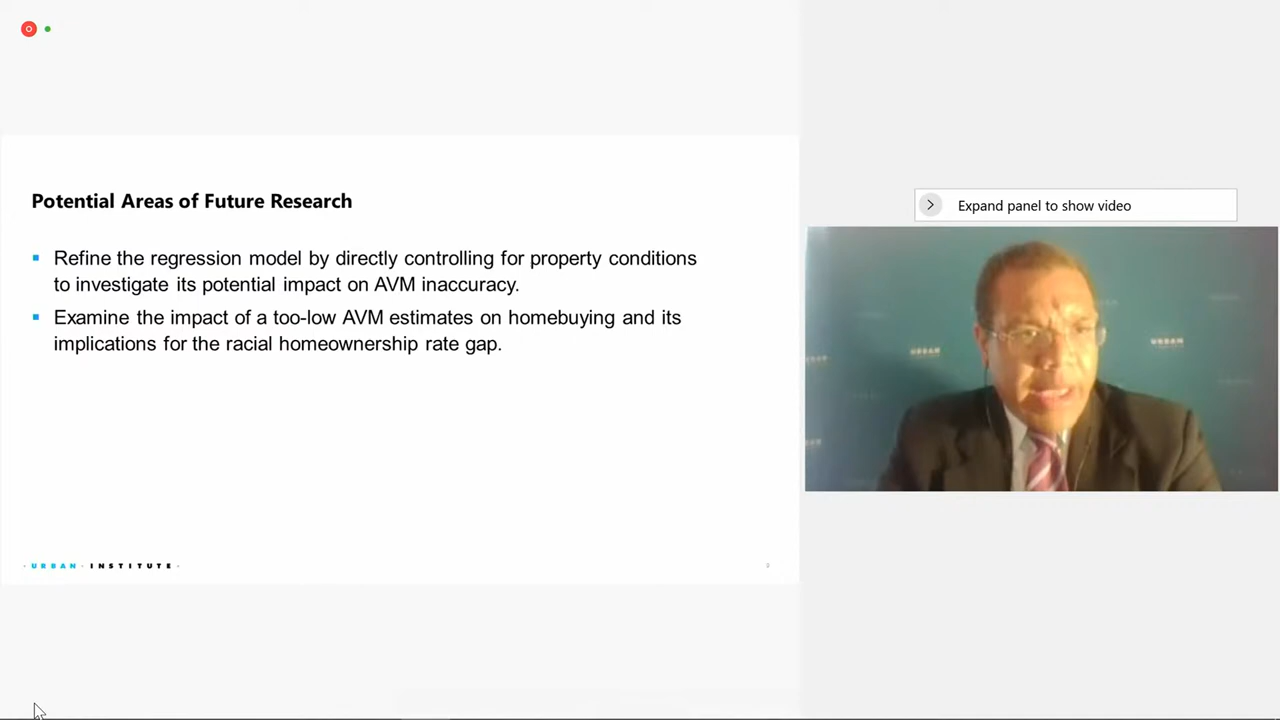 Potential Areas of Future Research
Refine the regression model by directly controlling for property conditions
to investigate its potential impact on AVM inaccuracy.
Examine the impact of a too-low AVM estimates on homebuying and its
implications for the racial homeownership rate gap.
URBAN · INSTITUTE
Expand panel to show video
URBAN
URBAN